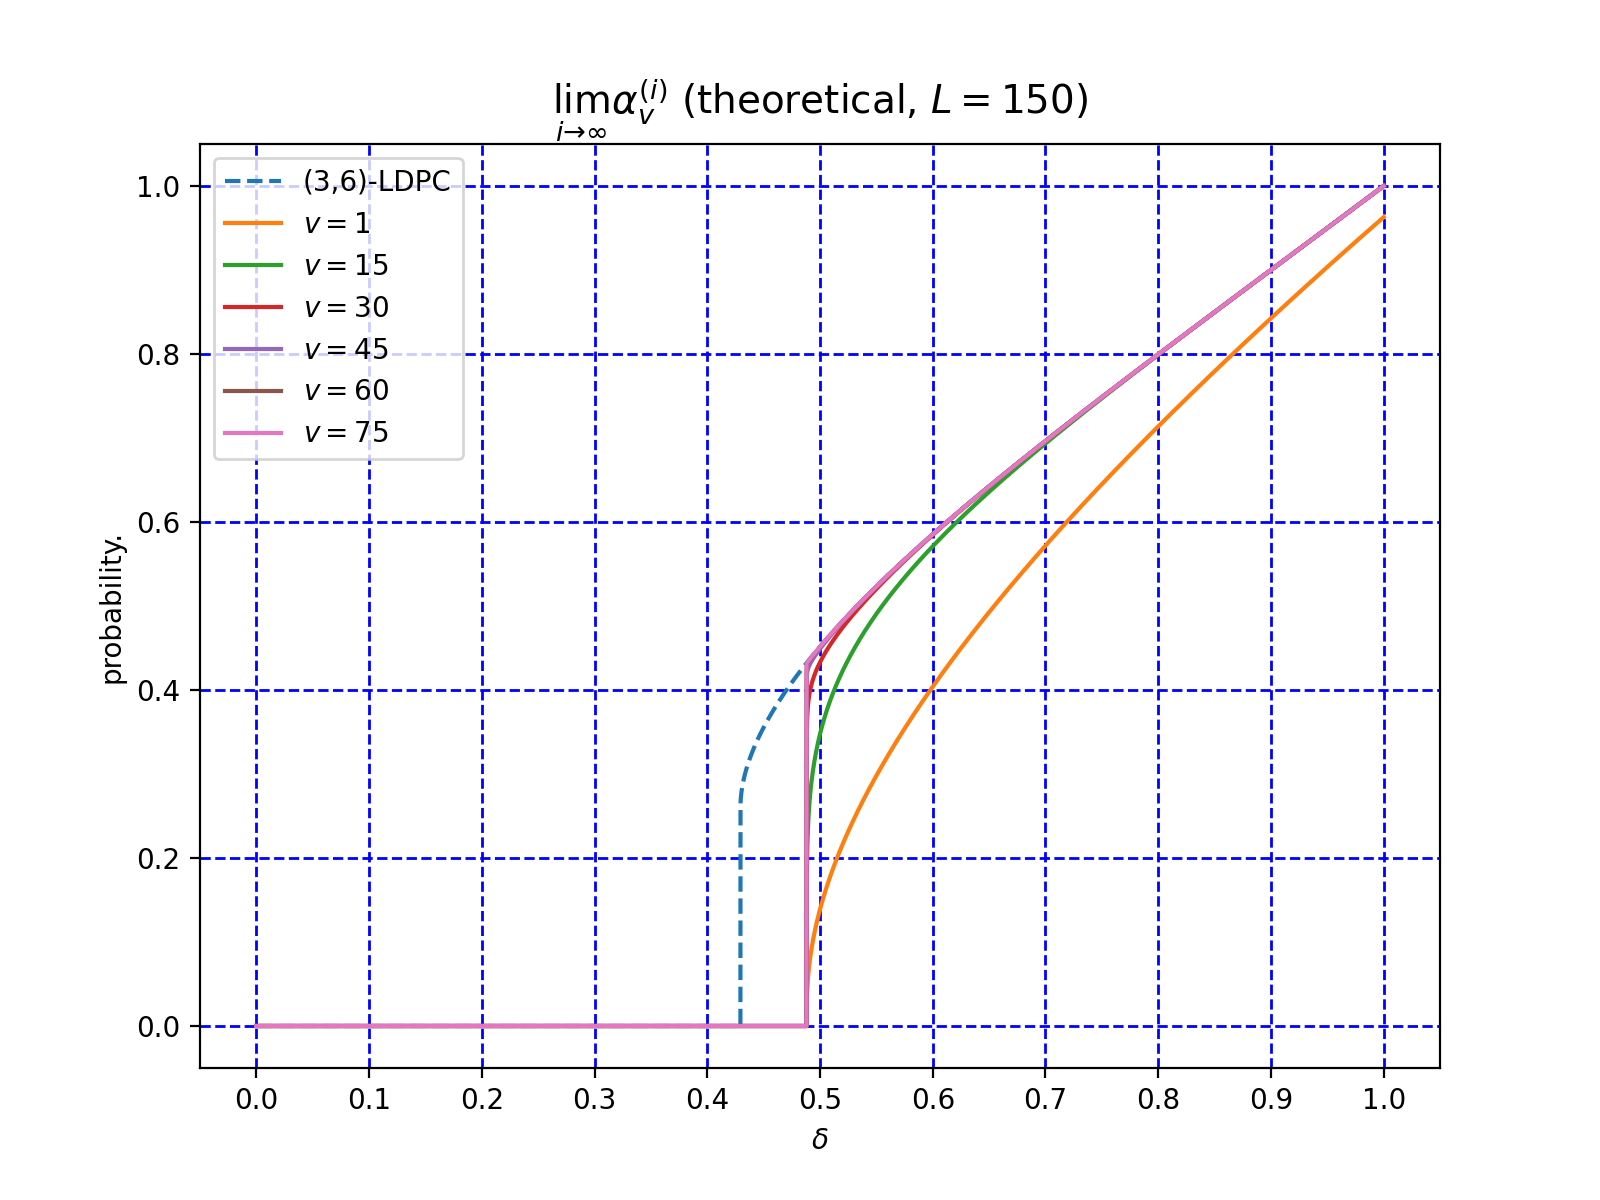 lim α_v^(i) (theoretical, L = 150)
i→∞
(3,6)-LDPC
v = 1
v = 15
v = 30
v = 45
v = 60
v = 75
probability.
1.0
0.8
0.6
0.4
0.2
0.0
0.0 0.1 0.2 0.3 0.4 0.5 0.6 0.7 0.8 0.9 1.0
δ